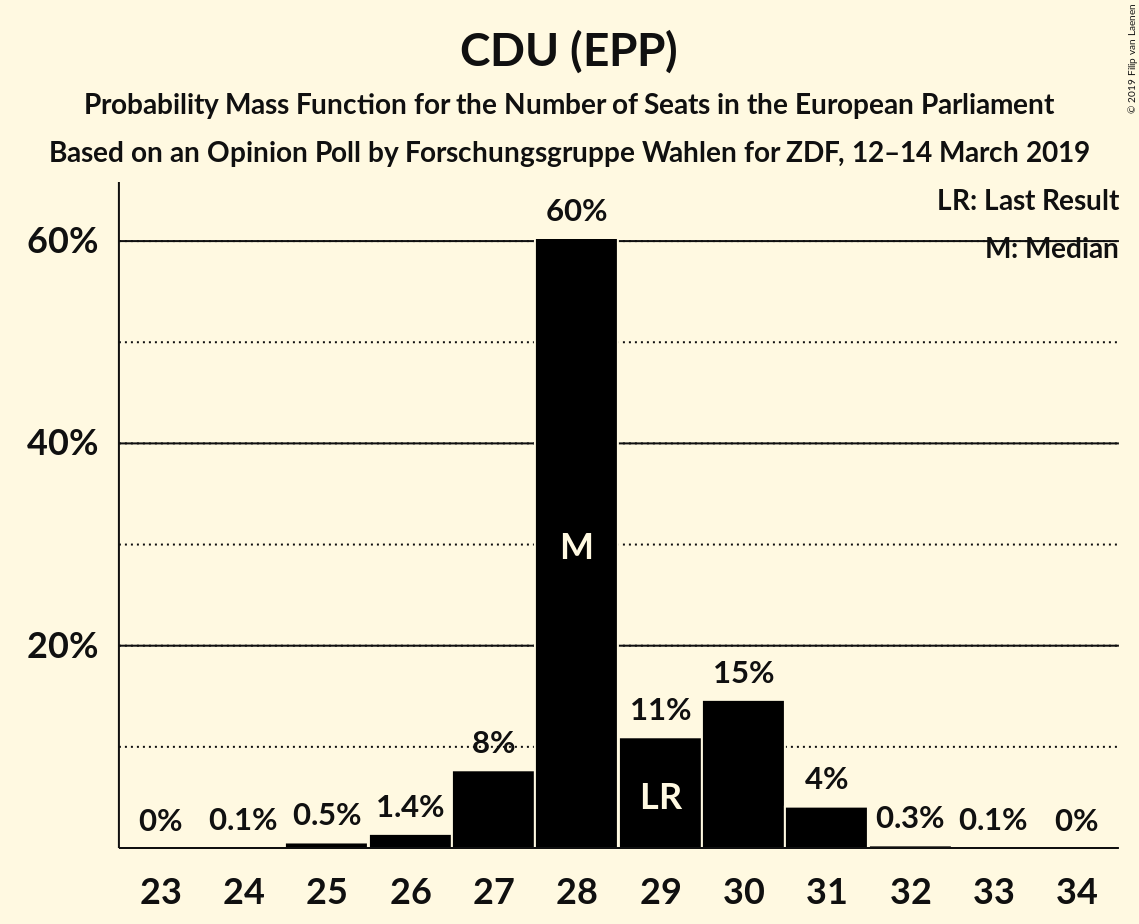 CDU (EPP)
Probability Mass Function for the Number of Seats in the European Parliament
Based on an Opinion Poll by Forschungsgruppe Wahlen for ZDF, 12–14 March 2019
© 2019 Filip van Laenen
LR: Last Result
M: Median
60%
40%
20%
0% 0.1% 0.5% 1.4% 8% 60% 11% 15% 4% 0.3% 0.1% 0%
M
LR
23 24 25 26 27 28 29 30 31 32 33 34